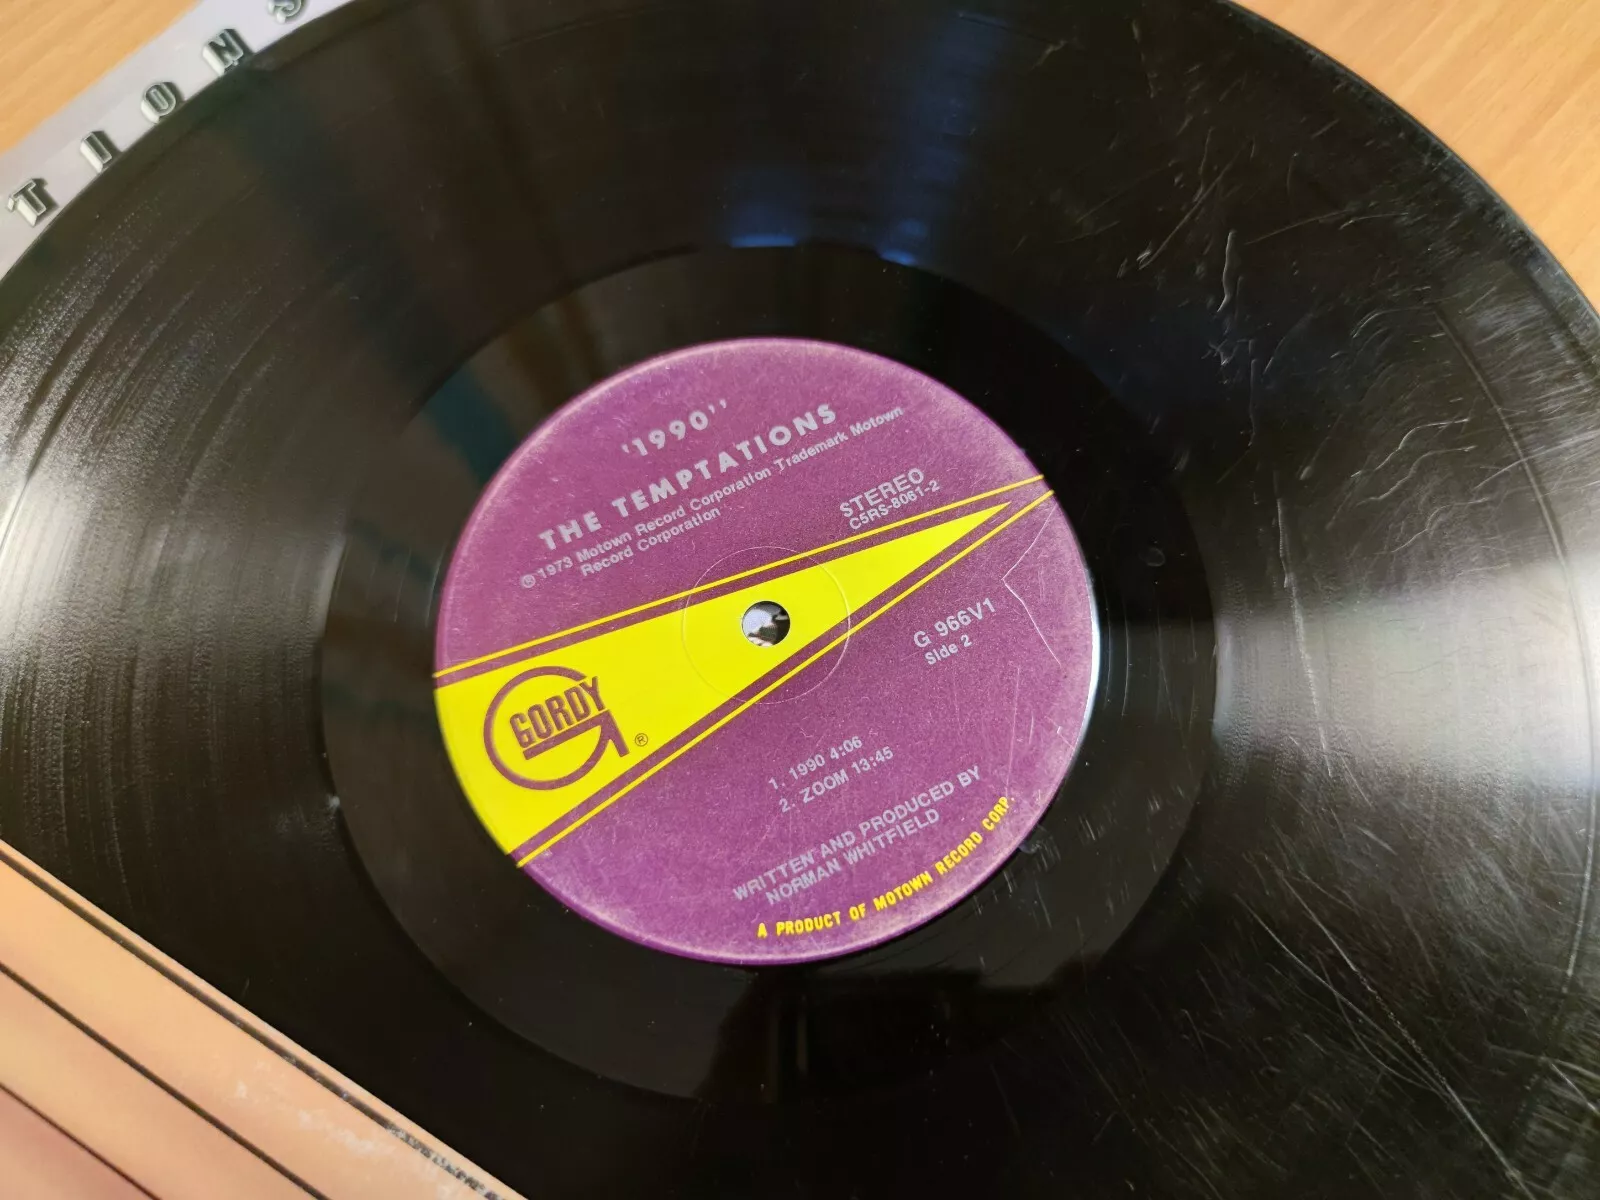 TIONS
'1990''
THE TEMPTATIONS
℗ 1973 Motown Record Corporation Trademark Motown
Record Corporation
STEREO
C5RS-8061-2
GORDY
®
G 966V1
Side 2
1. 1990 4:06
2. ZOOM 13:45
WRITTEN AND PRODUCED BY
NORMAN WHITFIELD
A PRODUCT OF MOTOWN RECORD CORP.